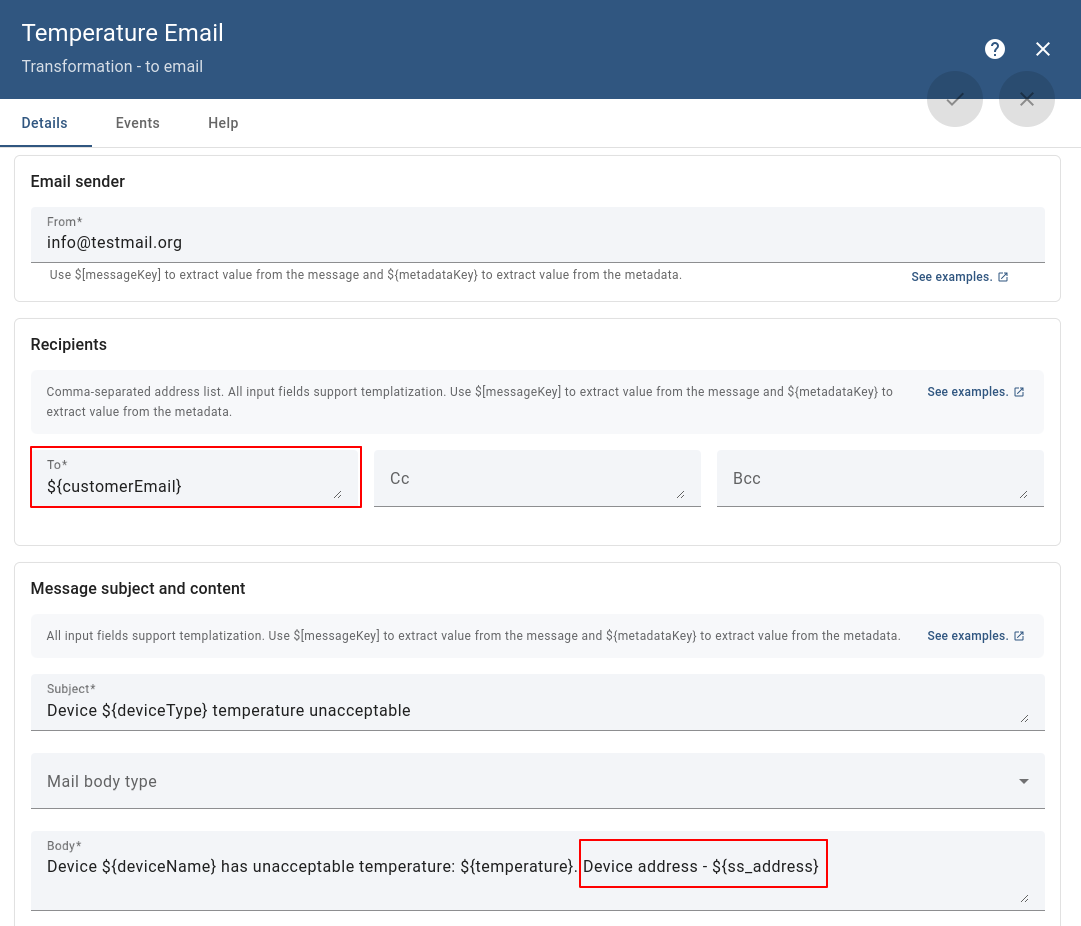 Temperature Email
Transformation - to email
Details Events Help
Email sender
From*
info@testmail.org
Use $[messageKey] to extract value from the message and ${metadataKey} to extract value from the metadata.
See examples.
Recipients
Comma-separated address list. All input fields support templatization. Use $[messageKey] to extract value from the message and ${metadataKey} to
extract value from the metadata.
See examples.
To*
${customerEmail}
Cc
Bcc
Message subject and content
All input fields support templatization. Use $[messageKey] to extract value from the message and ${metadataKey} to extract value from the metadata.
See examples.
Subject*
Device ${deviceType} temperature unacceptable
Mail body type
Body*
Device ${deviceName} has unacceptable temperature: ${temperature}. Device address - ${ss_address}